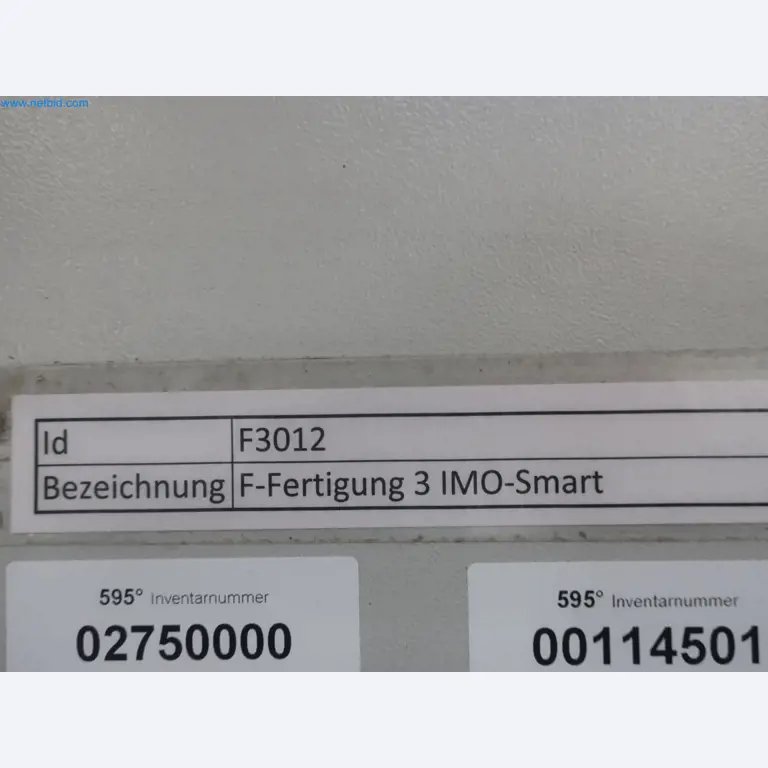 www.netbid.com
Id F3012
Bezeichnung F-Fertigung 3 IMO-Smart
595° Inventarnummer 595° Inventarnummer
02750000 00114501